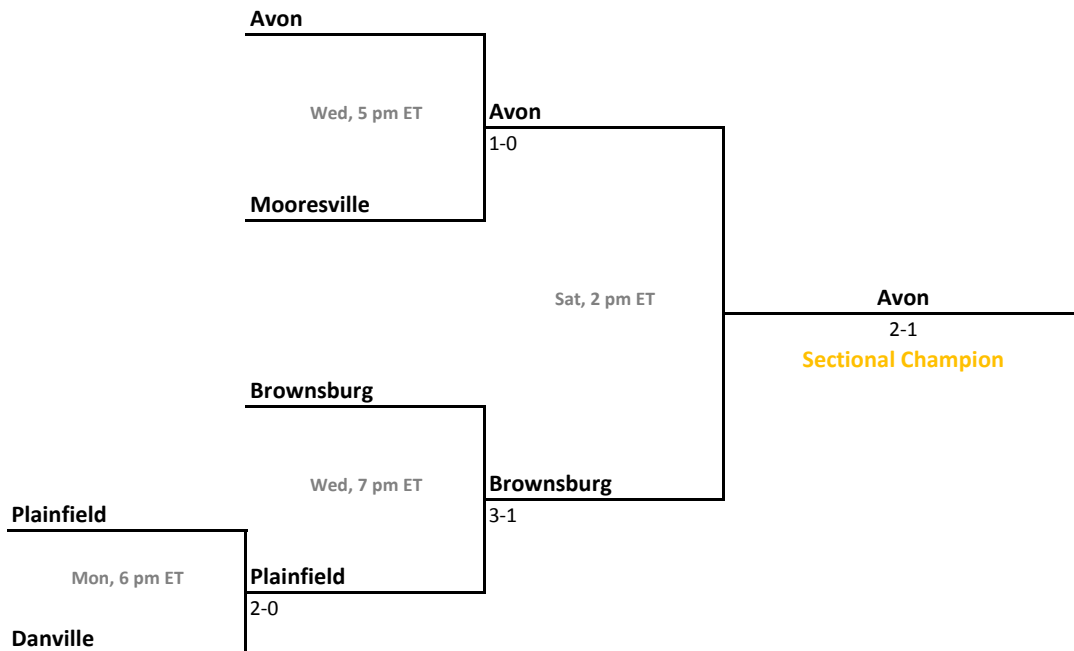 Avon
Wed, 5 pm ET
Avon
1-0
Mooresville
Sat, 2 pm ET
Avon
2-1
Sectional Champion
Brownsburg
Wed, 7 pm ET
Brownsburg
3-1
Plainfield
Mon, 6 pm ET
Plainfield
2-0
Danville